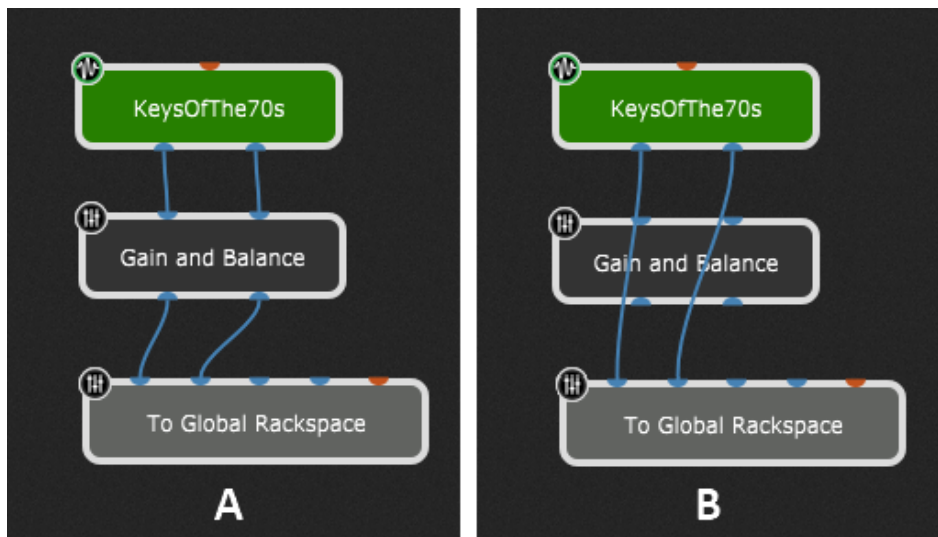 KeysOfThe70s
Gain and Balance
To Global Rackspace
A
KeysOfThe70s
Gain and Balance
To Global Rackspace
B